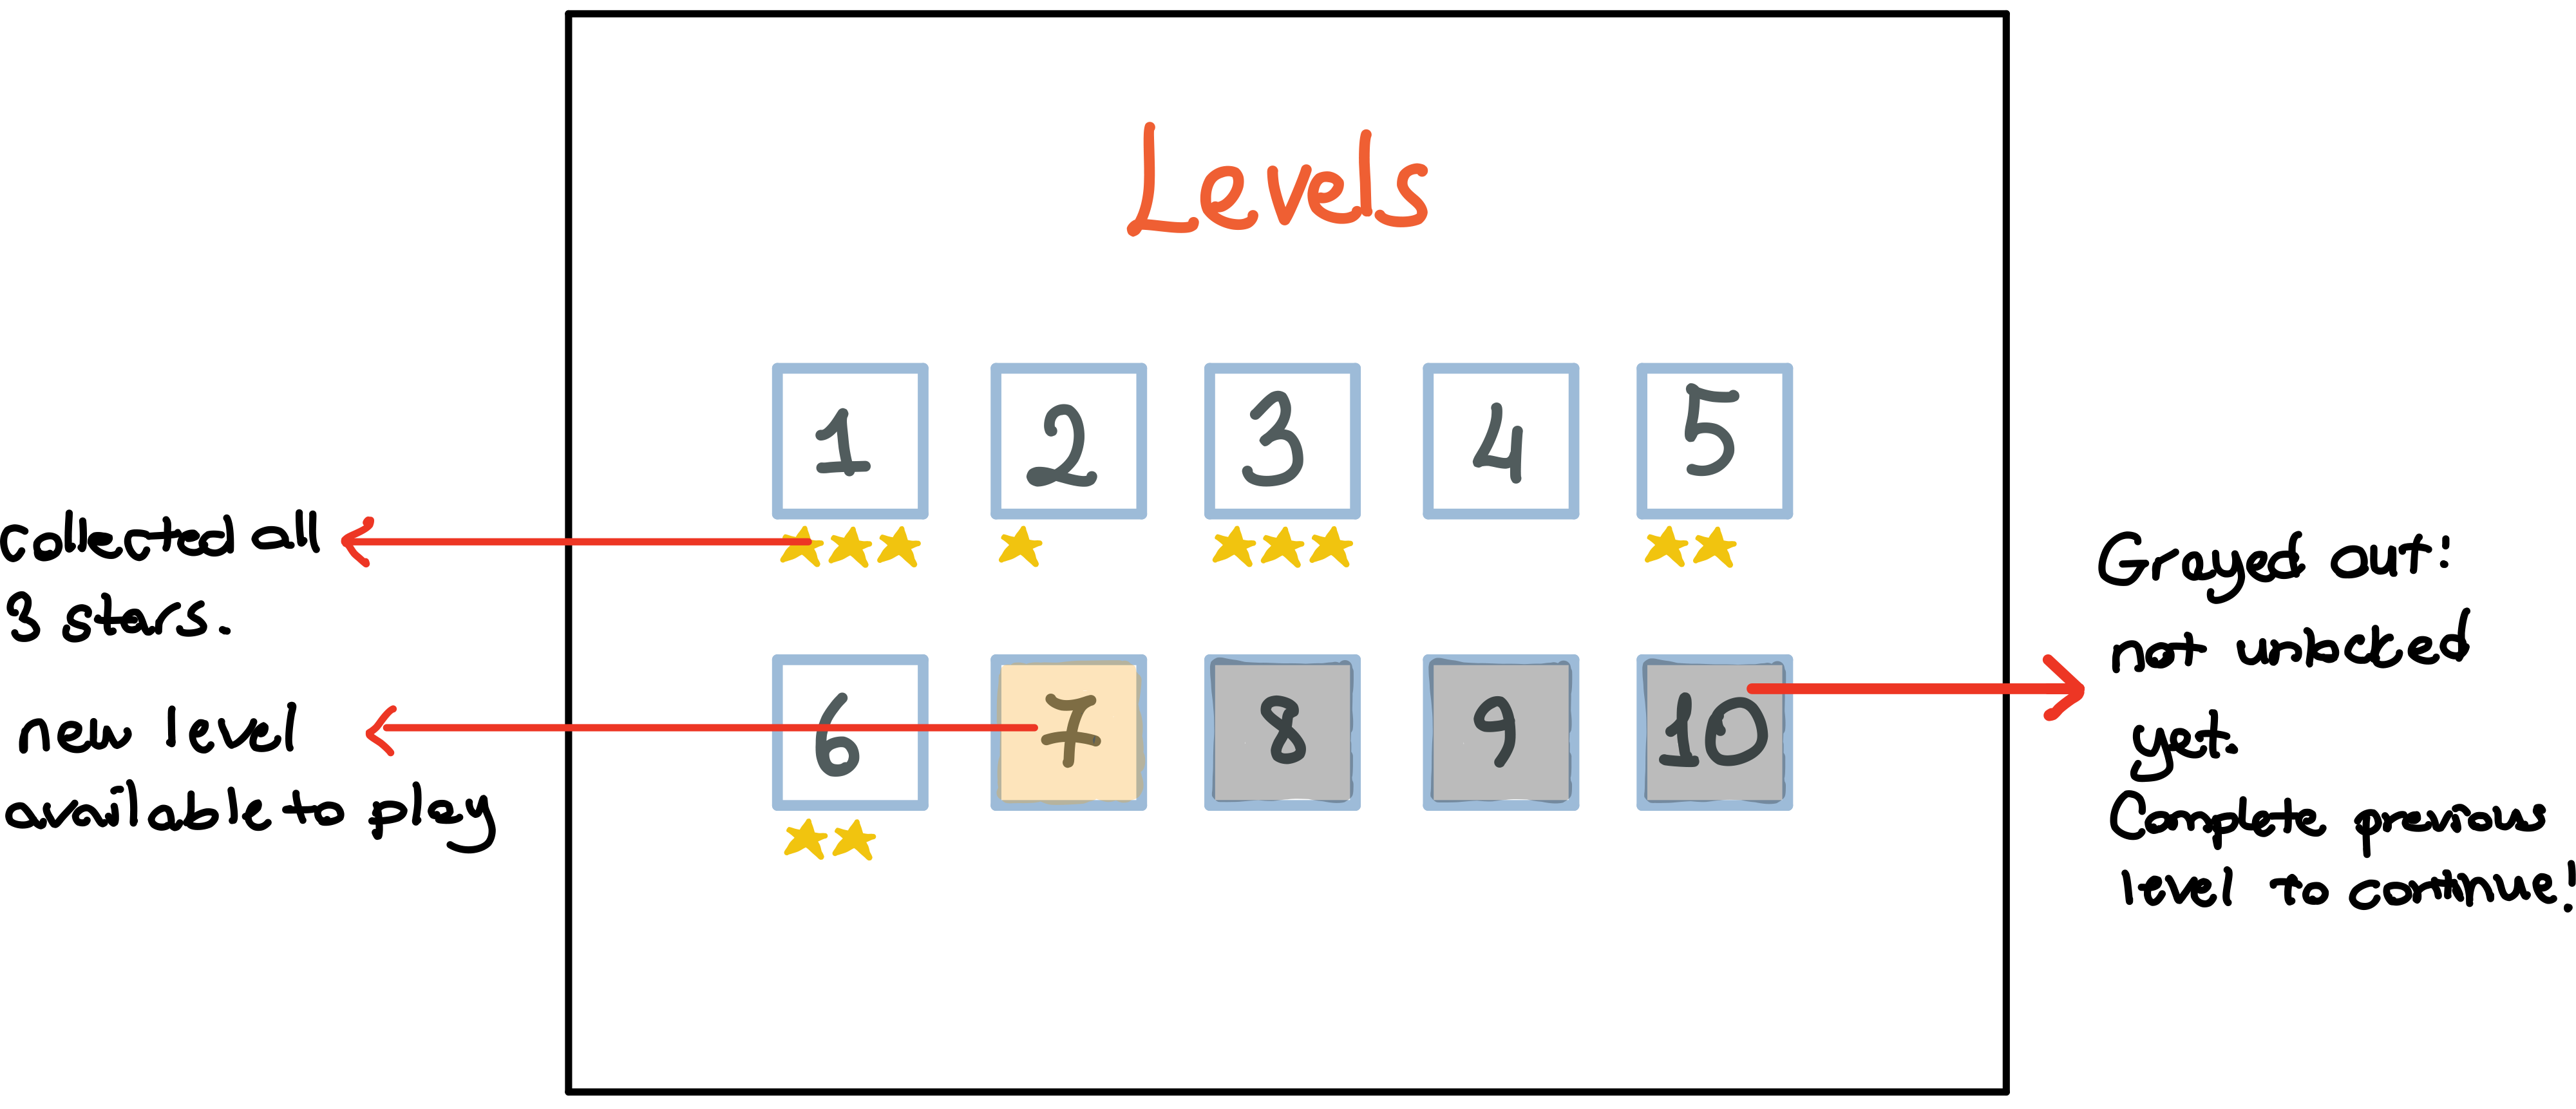 Levels
1 2 3 4 5
6 7 8 9 10
collected all
3 stars.
new level
available to play
Grayed out:
not unlocked
yet.
Complete previous
level to continue!